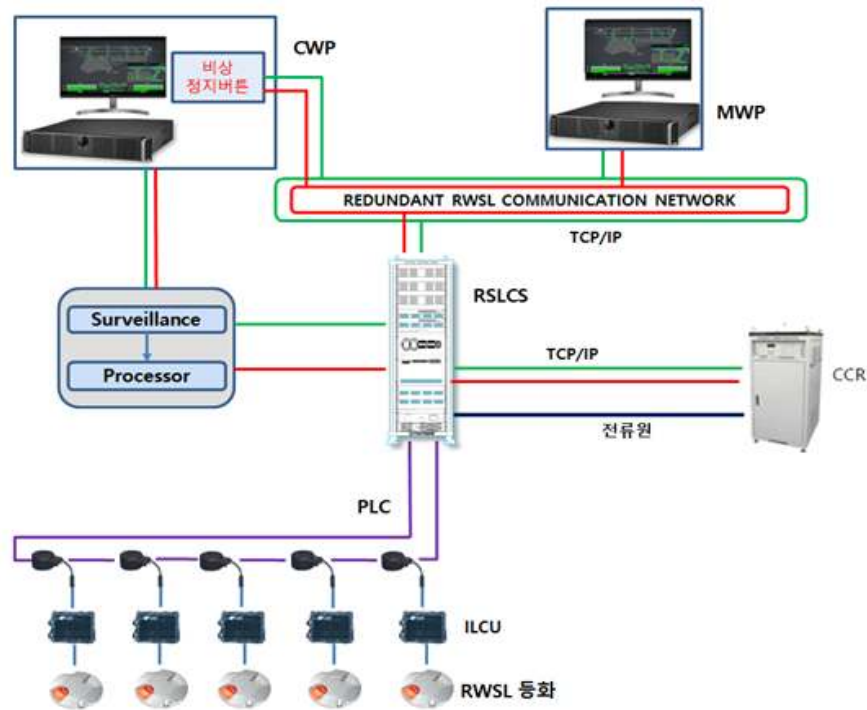 CWP
비상
정지버튼
MWP
REDUNDANT RWSL COMMUNICATION NETWORK
TCP/IP
RSLCS
Surveillance
Processor
TCP/IP
CCR
전류원
PLC
ILCU
RWSL 등화